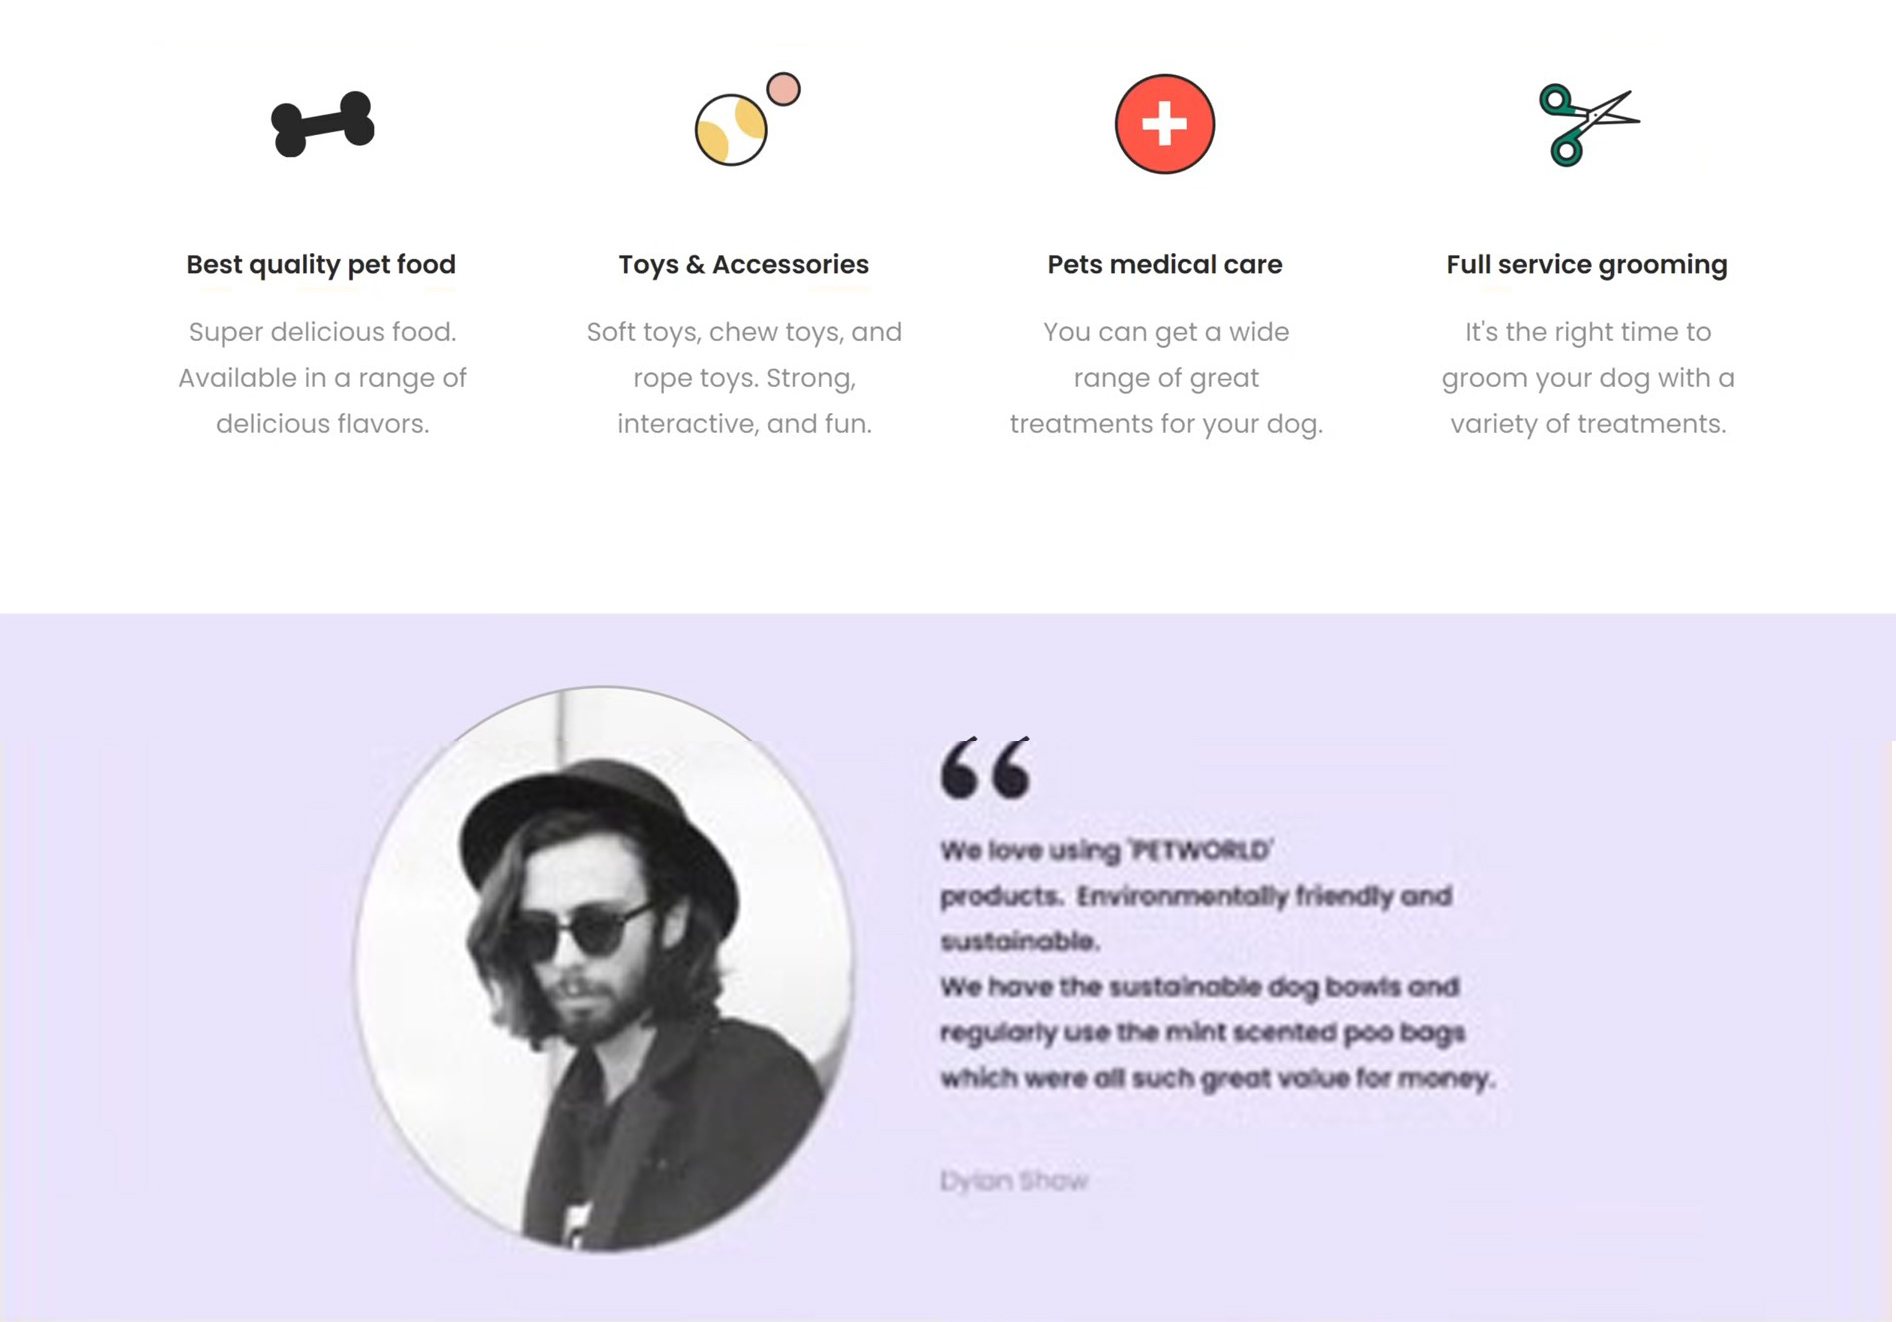 Best quality pet food
Super delicious food.
Available in a range of
delicious flavors.
Toys & Accessories
Soft toys, chew toys, and
rope toys. Strong,
interactive, and fun.
Pets medical care
You can get a wide
range of great
treatments for your dog.
Full service grooming
It's the right time to
groom your dog with a
variety of treatments.
“
We love using 'PETWORLD'
products. Environmentally friendly and
sustainable.
We have the sustainable dog bowls and
regularly use the mint scented poo bags
which were all such great value for money.
Dylan Shaw